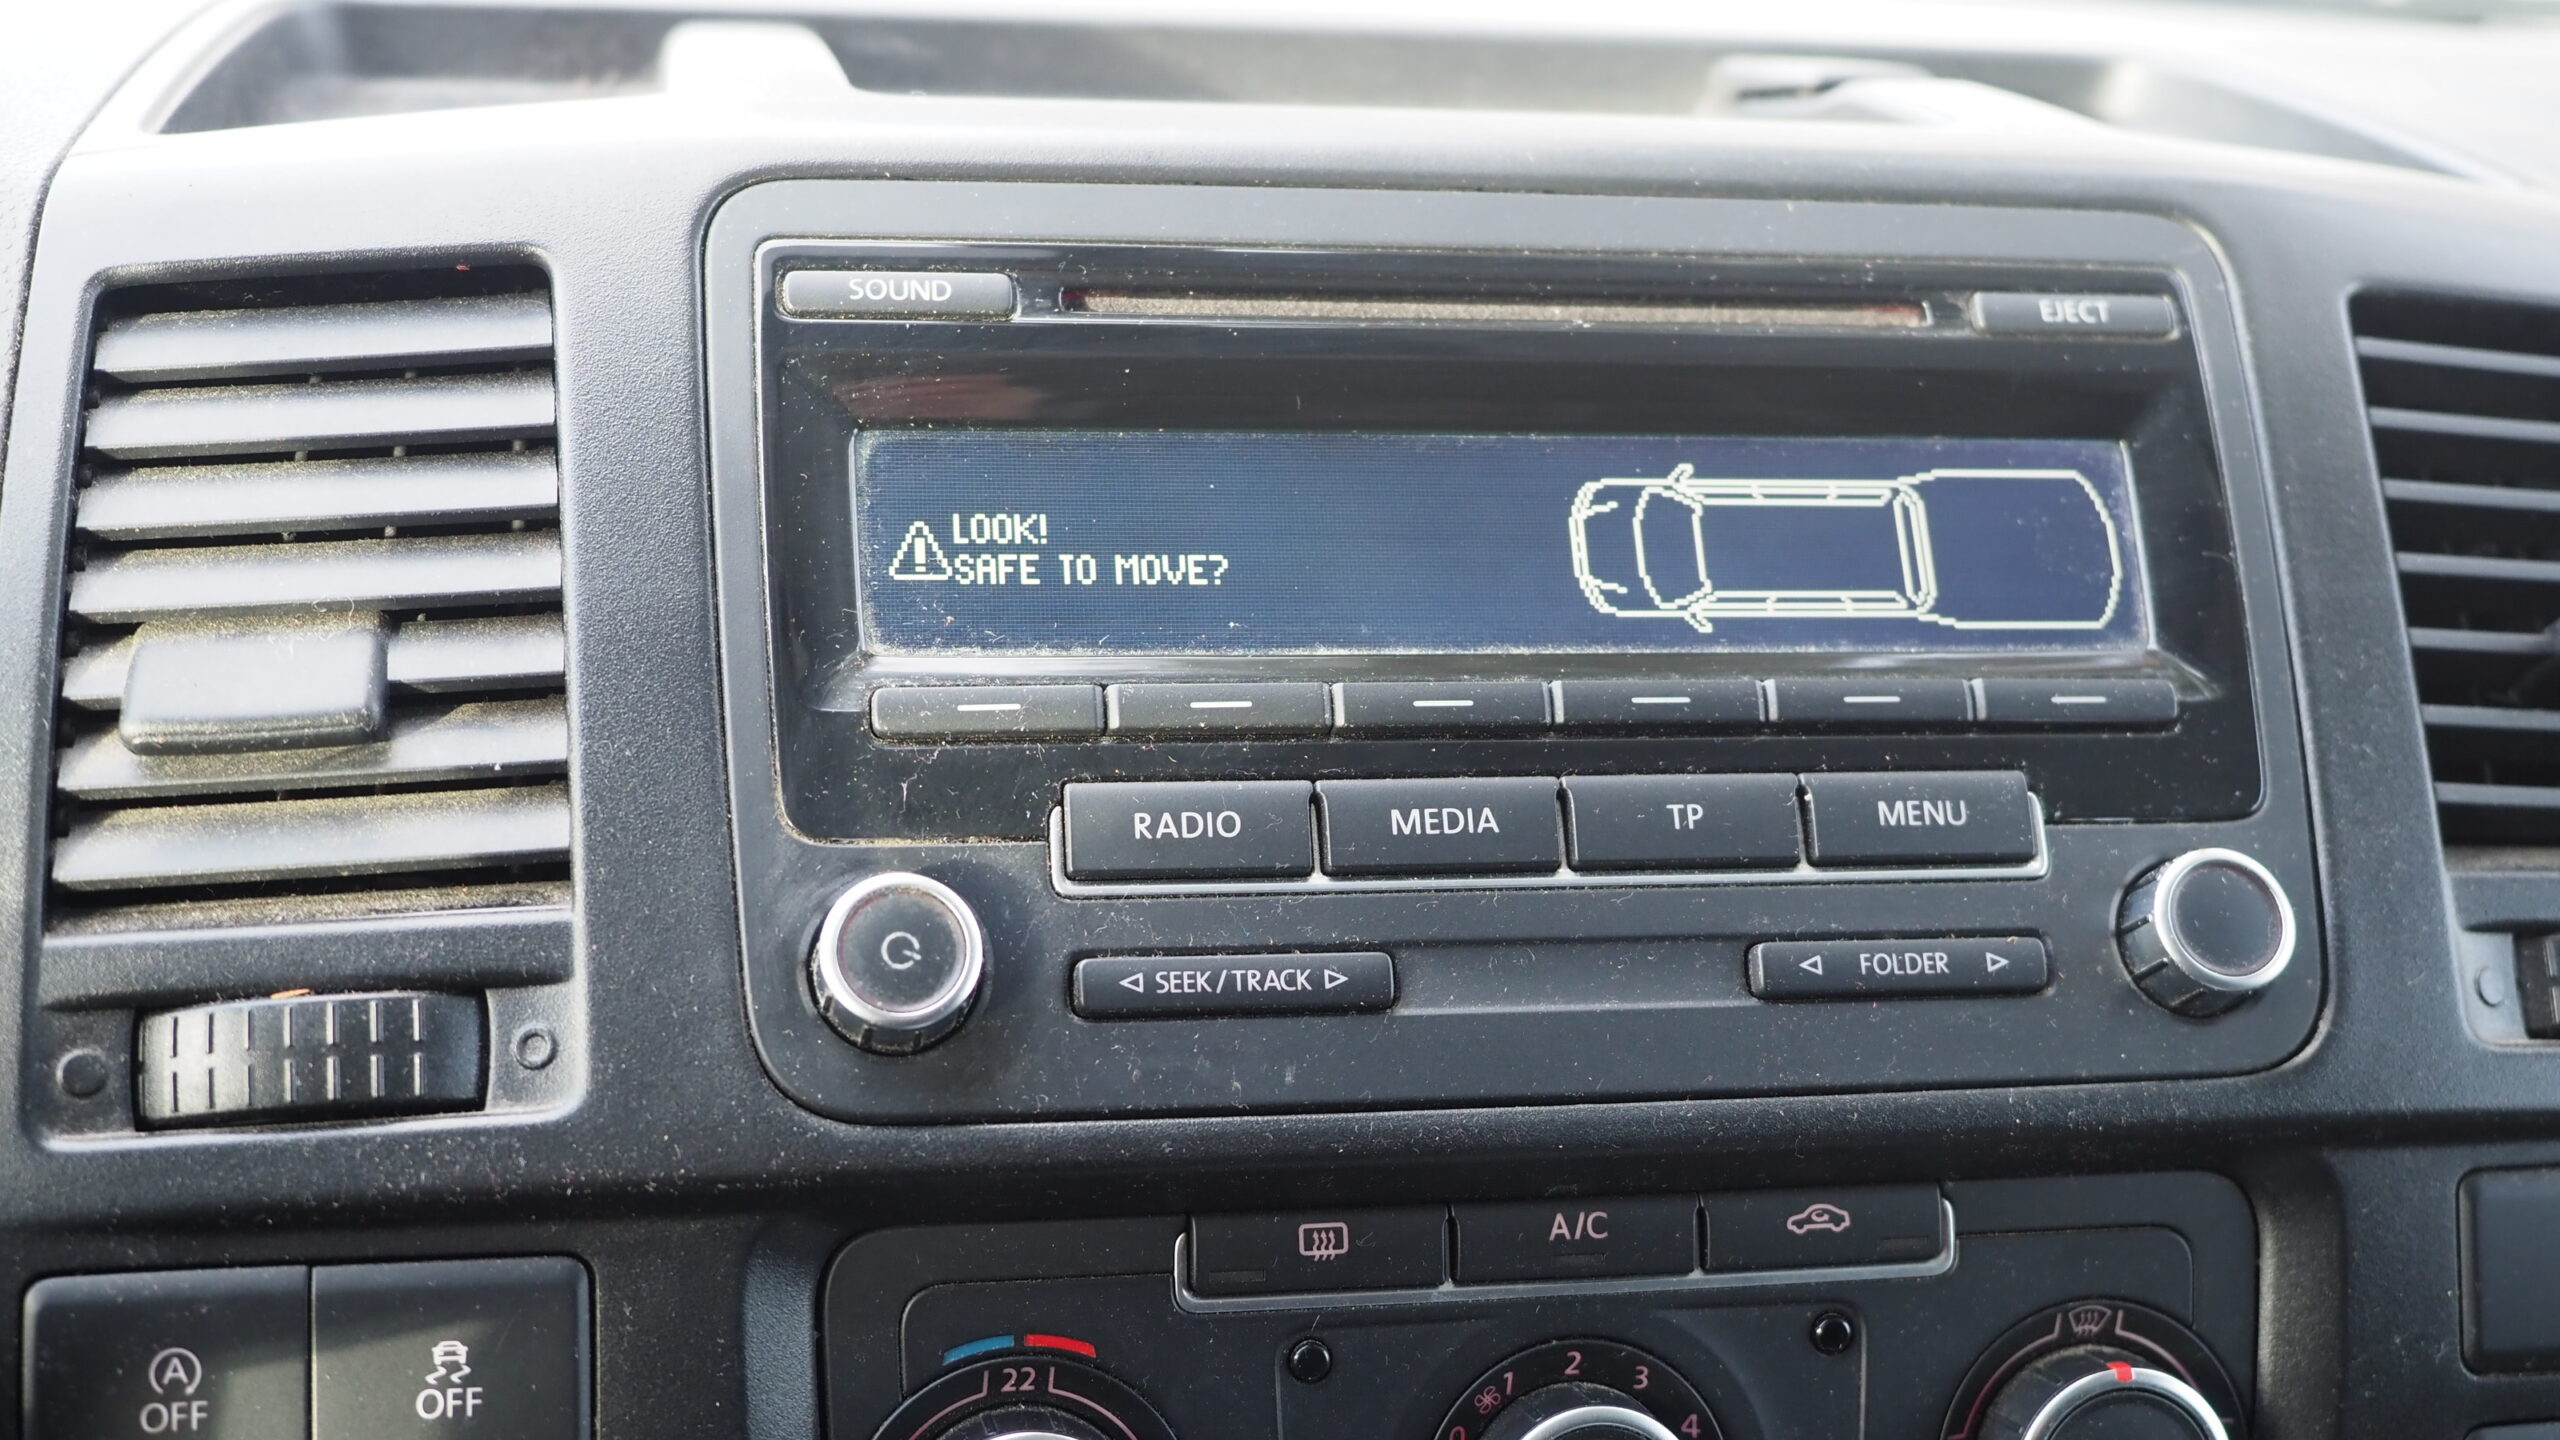 SOUND
EJECT
LOOK!
SAFE TO MOVE?
RADIO
MEDIA
TP
MENU
◁ SEEK / TRACK ▷
◁ FOLDER ▷
A/C
A
OFF
OFF
22
0
1
2
3
4